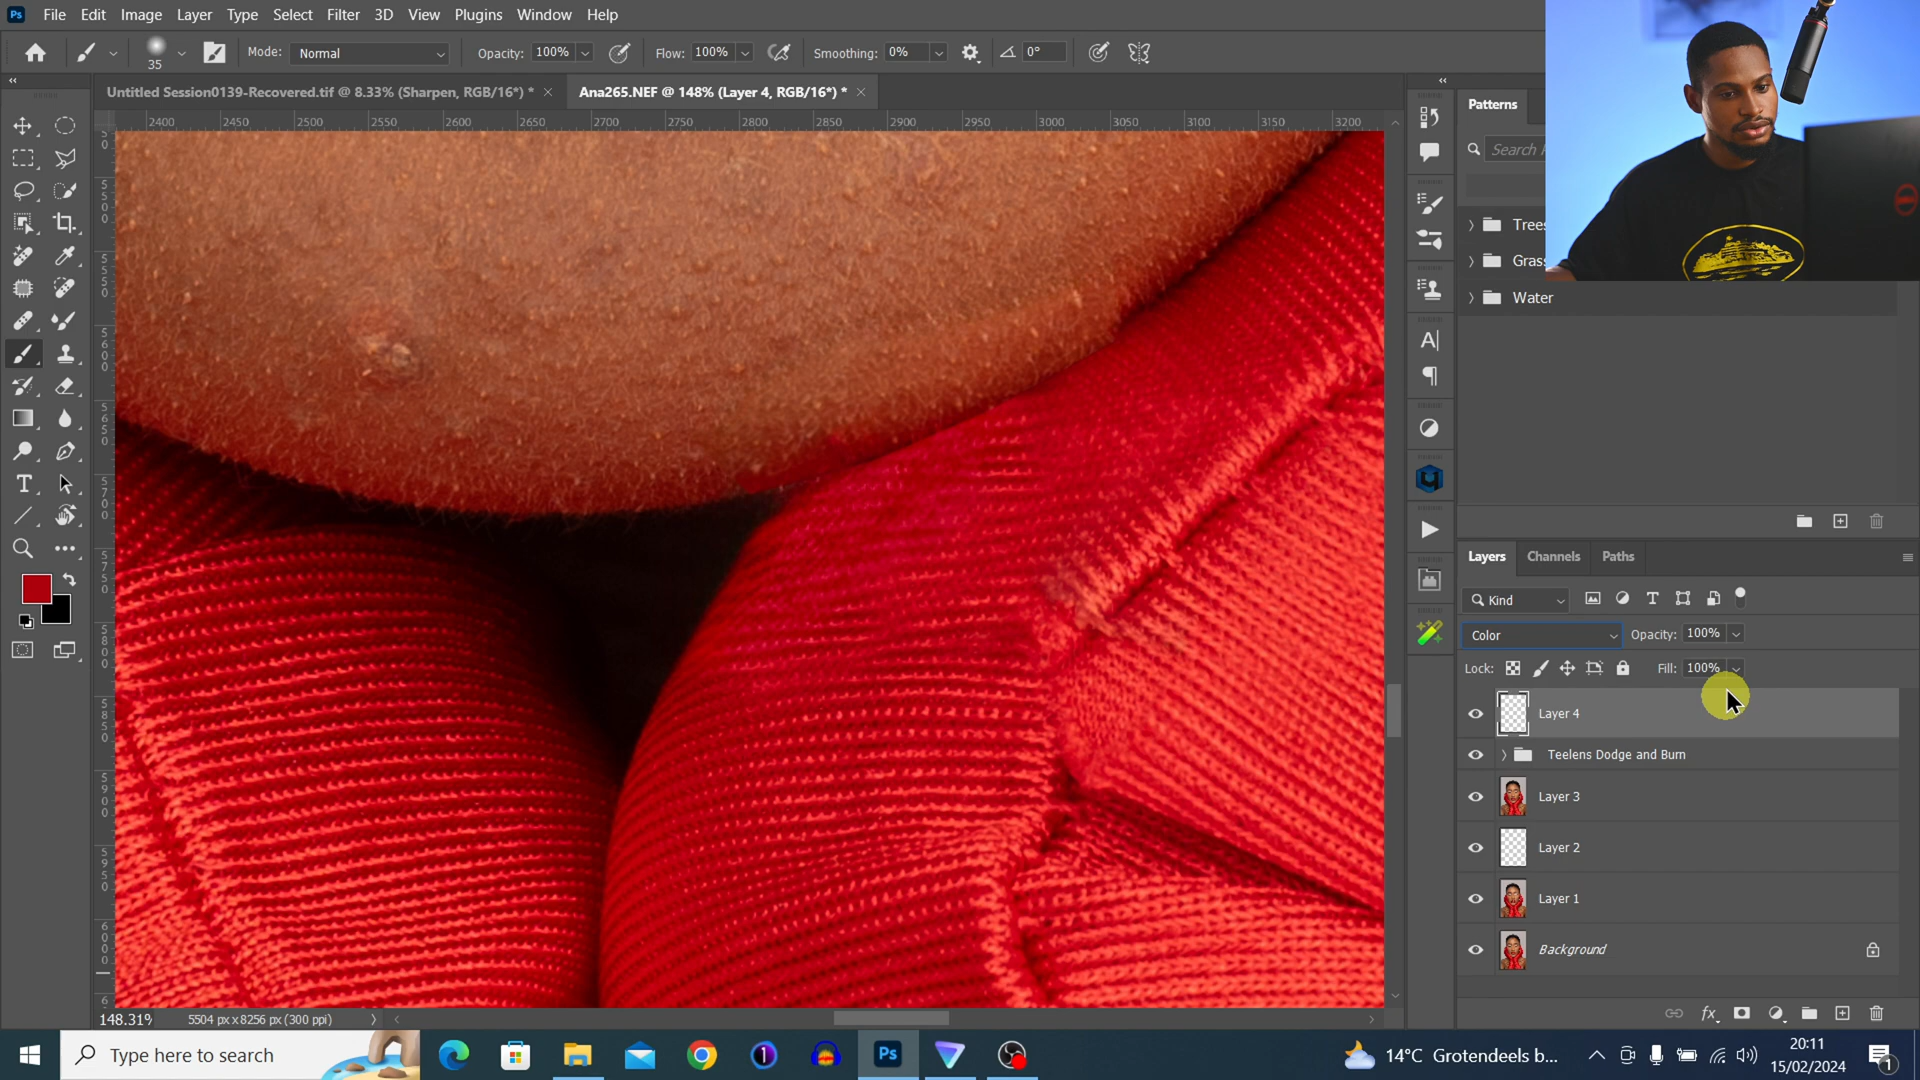 Ps File Edit Image Layer Type Select Filter 3D View Plugins Window Help
35 Mode: Normal Opacity: 100% Flow: 100% Smoothing: 0% 0°
Untitled Session0139-Recovered.tif @ 8.33% (Sharpen, RGB/16*) * Ana265.NEF @ 148% (Layer 4, RGB/16*) *
2400 2450 2500 2550 2600 2650 2700 2750 2800 2850 2900 2950 3000 3050 3100 3150 3200
Patterns
Search
Trees
Grass
Water
Layers Channels Paths
Kind
Color Opacity: 100%
Lock: Fill: 100%
Layer 4
Teelens Dodge and Burn
Layer 3
Layer 2
Layer 1
Background
148.31% 5504 px x 8256 px (300 ppi)
Type here to search
Ps
14°C Grotendeels b...
20:11
15/02/2024
1